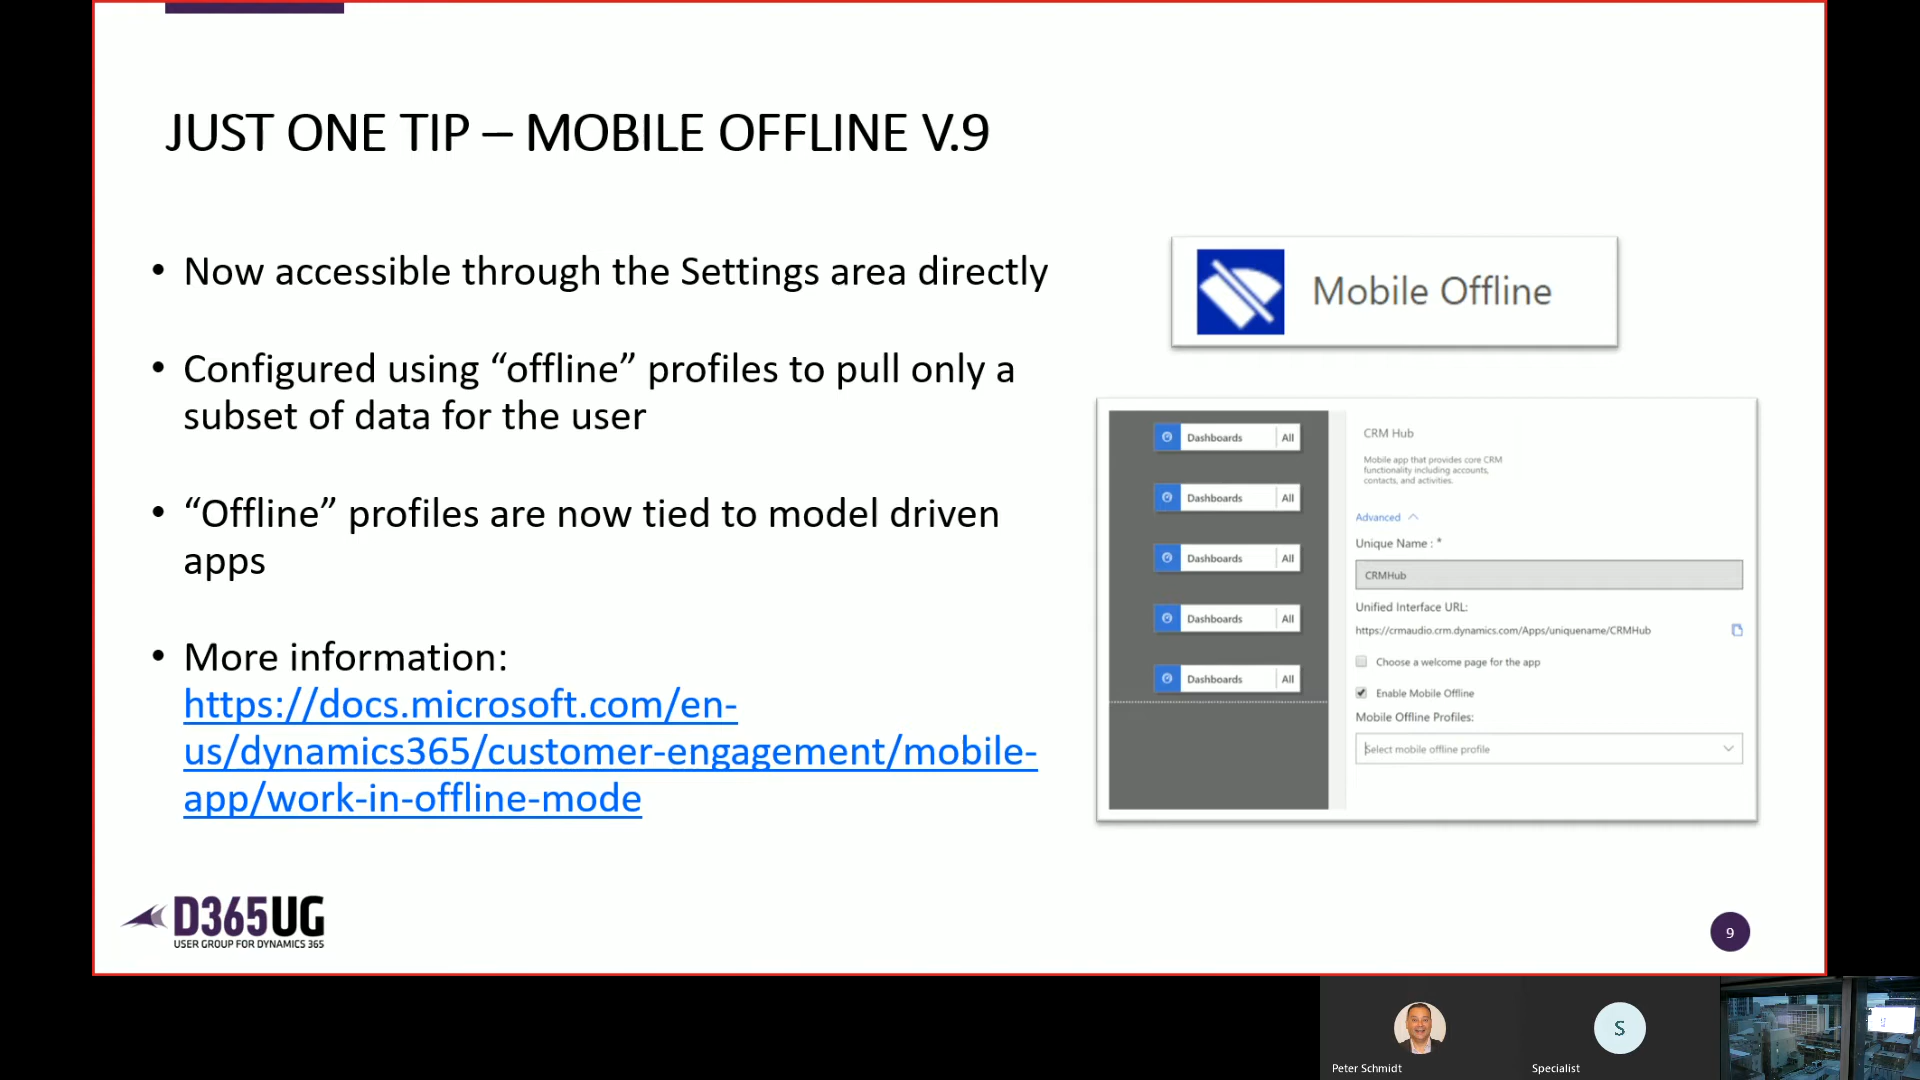 JUST ONE TIP – MOBILE OFFLINE V.9
• Now accessible through the Settings area directly
• Configured using “offline” profiles to pull only a
subset of data for the user
• “Offline” profiles are now tied to model driven
apps
• More information:
https://docs.microsoft.com/en-
us/dynamics365/customer-engagement/mobile-
app/work-in-offline-mode
Mobile Offline
Dashboards All
Dashboards All
Dashboards All
Dashboards All
Dashboards All
CRM Hub
Mobile app that provides core CRM
functionality including accounts,
contacts, and activities.
Advanced
Unique Name : *
CRMHub
Unified Interface URL:
https://crmaudio.crm.dynamics.com/Apps/uniquename/CRMHub
Choose a welcome page for the app
Enable Mobile Offline
Mobile Offline Profiles:
Select mobile offline profile
D365UG
USER GROUP FOR DYNAMICS 365
9
S
Peter Schmidt
Specialist